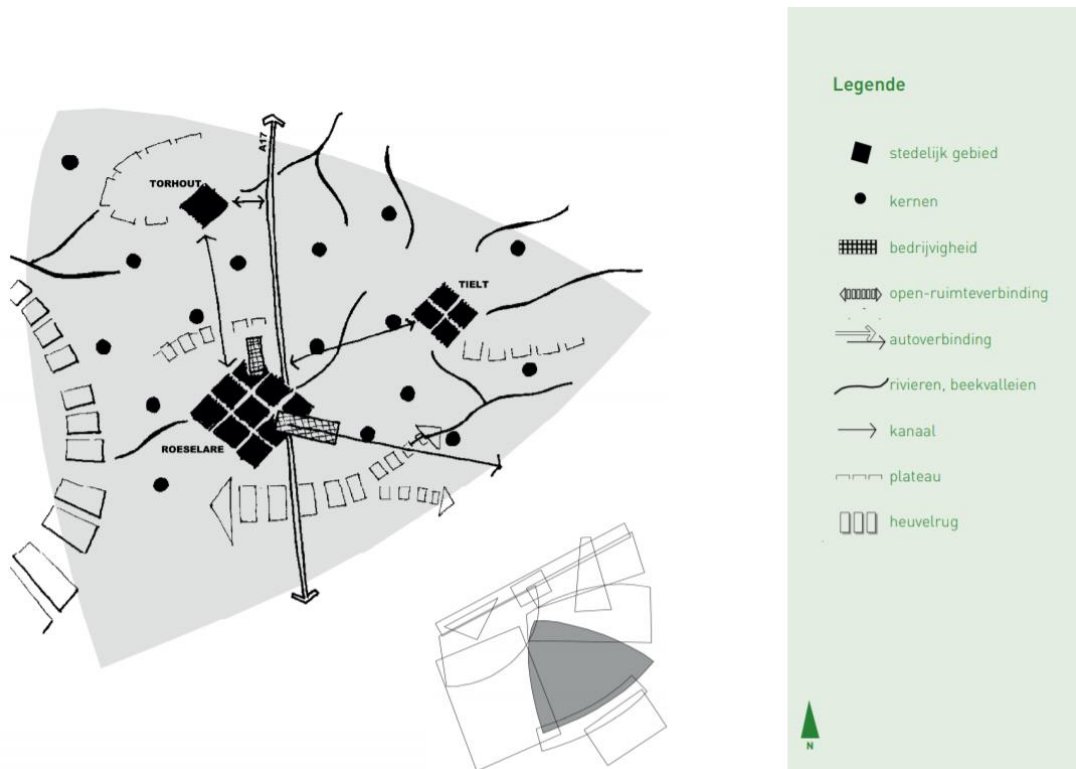 A17
TORHOUT
TIELT
ROESELARE
Legende
stedelijk gebied
kernen
bedrijvigheid
open-ruimteverbinding
autoverbinding
rivieren, beekvalleien
kanaal
plateau
heuvelrug
N